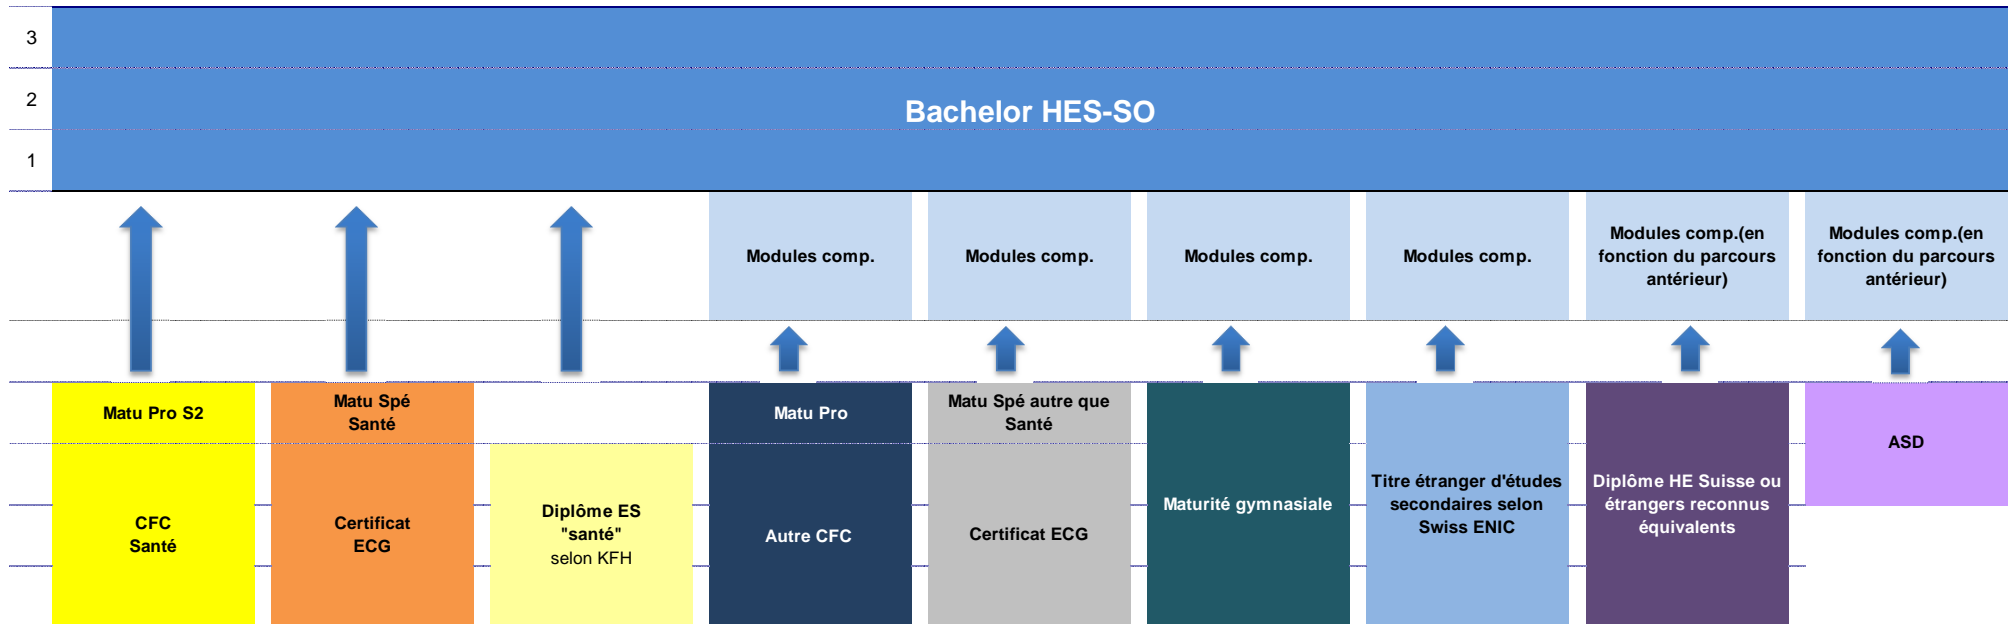 3
2
Bachelor HES-SO
1
Modules comp.
Modules comp.
Modules comp.
Modules comp.
Modules comp.(en
fonction du parcours
antérieur)
Modules comp.(en
fonction du parcours
antérieur)
Matu Pro S2
CFC
Santé
Matu Spé
Santé
Certificat
ECG
Diplôme ES
"santé"
selon KFH
Matu Pro
Autre CFC
Matu Spé autre que
Santé
Certificat ECG
Maturité gymnasiale
Titre étranger d'études
secondaires selon
Swiss ENIC
Diplôme HE Suisse ou
étrangers reconnus
équivalents
ASD